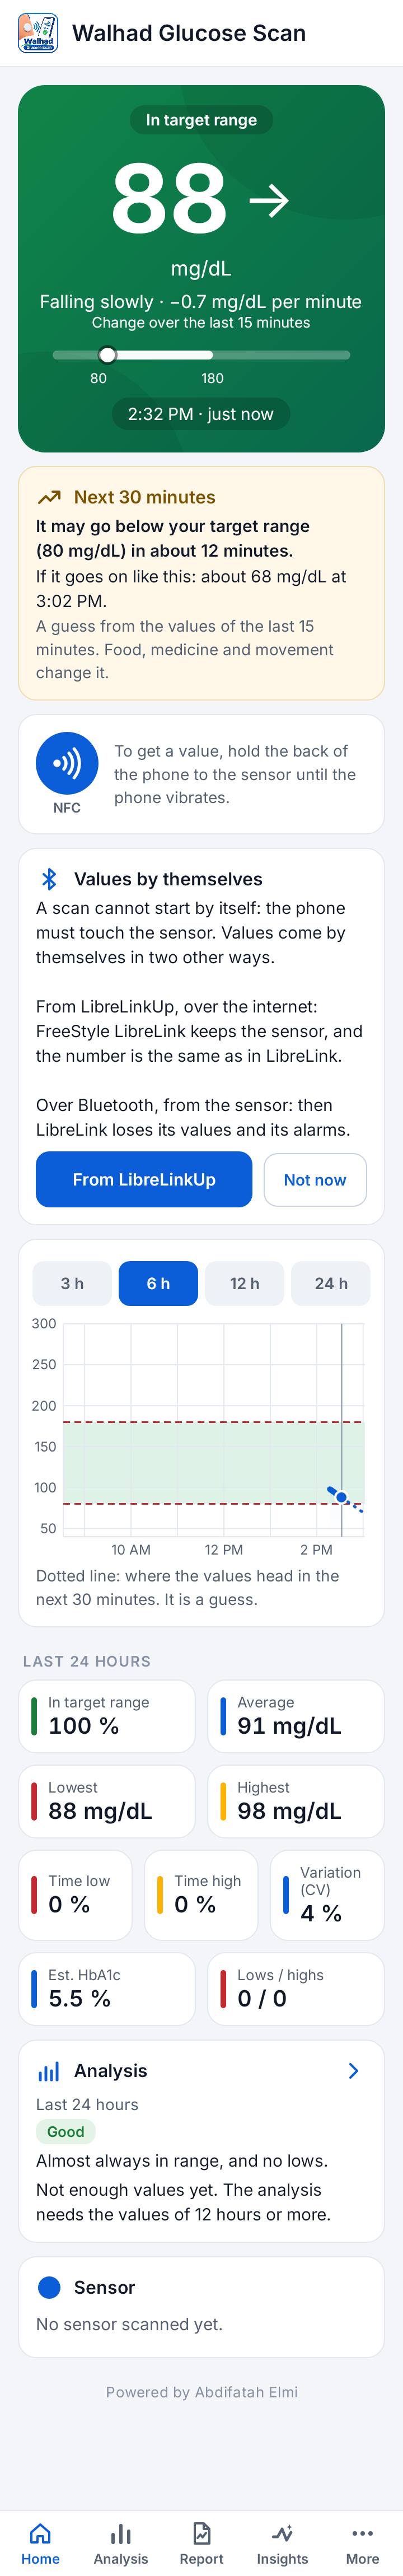 Walhad
Glucose Scan
Walhad Glucose Scan
In target range
88 →
mg/dL
Falling slowly · −0.7 mg/dL per minute
Change over the last 15 minutes
80 180
2:32 PM · just now
Next 30 minutes
It may go below your target range
(80 mg/dL) in about 12 minutes.
If it goes on like this: about 68 mg/dL at
3:02 PM.
A guess from the values of the last 15
minutes. Food, medicine and movement
change it.
NFC
To get a value, hold the back of
the phone to the sensor until the
phone vibrates.
Values by themselves
A scan cannot start by itself: the phone
must touch the sensor. Values come by
themselves in two other ways.
From LibreLinkUp, over the internet:
FreeStyle LibreLink keeps the sensor, and
the number is the same as in LibreLink.
Over Bluetooth, from the sensor: then
LibreLink loses its values and its alarms.
From LibreLinkUp
Not now
3 h 6 h 12 h 24 h
300
250
200
150
100
50
10 AM 12 PM 2 PM
Dotted line: where the values head in the
next 30 minutes. It is a guess.
LAST 24 HOURS
In target range
100 %
Average
91 mg/dL
Lowest
88 mg/dL
Highest
98 mg/dL
Time low
0 %
Time high
0 %
Variation
(CV)
4 %
Est. HbA1c
5.5 %
Lows / highs
0 / 0
Analysis
Last 24 hours
Good
Almost always in range, and no lows.
Not enough values yet. The analysis
needs the values of 12 hours or more.
Sensor
No sensor scanned yet.
Powered by Abdifatah Elmi
Home Analysis Report Insights More